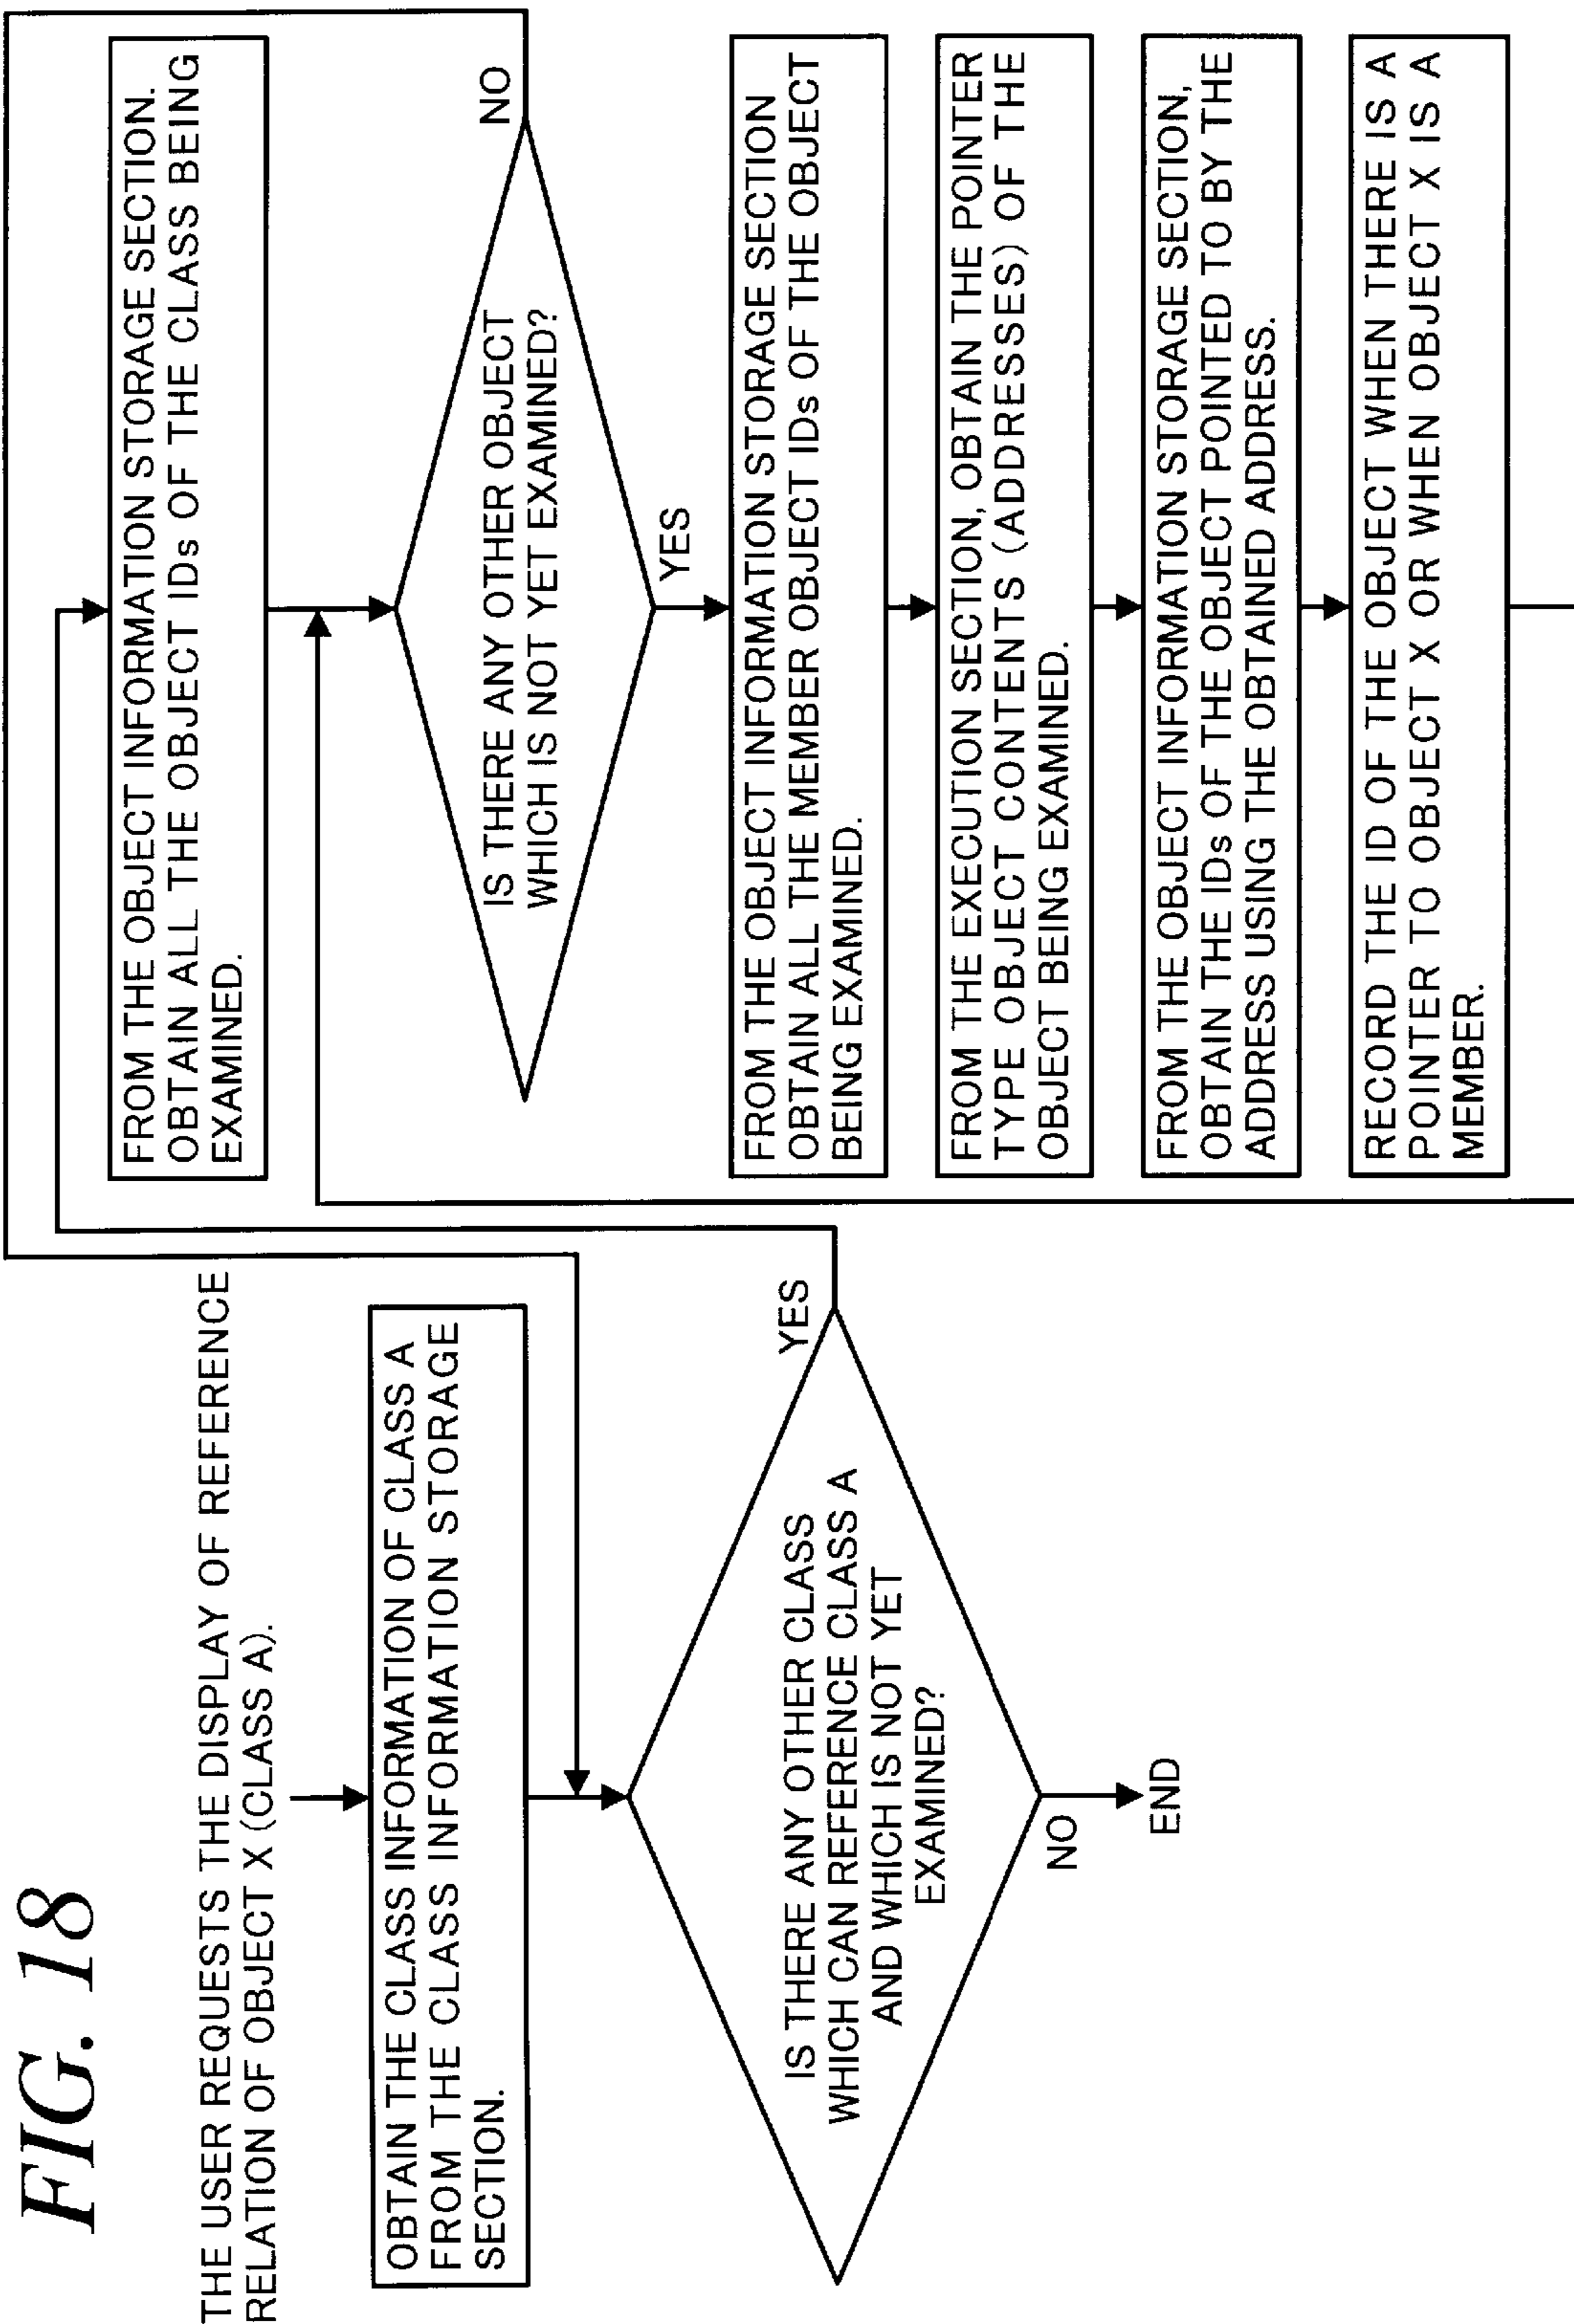 FIG. 18
THE USER REQUESTS THE DISPLAY OF REFERENCE
RELATION OF OBJECT X (CLASS A).
OBTAIN THE CLASS INFORMATION OF CLASS A
FROM THE CLASS INFORMATION STORAGE
SECTION.
IS THERE ANY OTHER CLASS
WHICH CAN REFERENCE CLASS A
AND WHICH IS NOT YET
EXAMINED?
YES
NO
END
FROM THE OBJECT INFORMATION STORAGE SECTION.
OBTAIN ALL THE OBJECT IDs OF THE CLASS BEING
EXAMINED.
IS THERE ANY OTHER OBJECT
WHICH IS NOT YET EXAMINED?
NO
YES
FROM THE OBJECT INFORMATION STORAGE SECTION
OBTAIN ALL THE MEMBER OBJECT IDs OF THE OBJECT
BEING EXAMINED.
FROM THE EXECUTION SECTION, OBTAIN THE POINTER
TYPE OBJECT CONTENTS (ADDRESSES) OF THE
OBJECT BEING EXAMINED.
FROM THE OBJECT INFORMATION STORAGE SECTION,
OBTAIN THE IDs OF THE OBJECT POINTED TO BY THE
ADDRESS USING THE OBTAINED ADDRESS.
RECORD THE ID OF THE OBJECT WHEN THERE IS A
POINTER TO OBJECT X OR WHEN OBJECT X IS A
MEMBER.